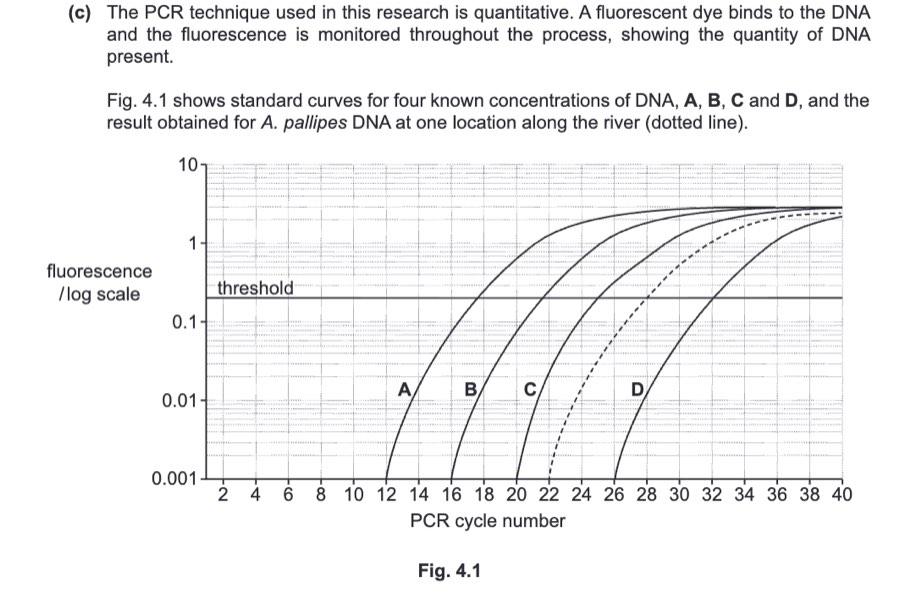 (c) The PCR technique used in this research is quantitative. A fluorescent dye binds to the DNA
and the fluorescence is monitored throughout the process, showing the quantity of DNA
present.
Fig. 4.1 shows standard curves for four known concentrations of DNA, A, B, C and D, and the
result obtained for A. pallipes DNA at one location along the river (dotted line).
10
1
fluorescence
/ log scale
threshold
0.1
A B C D
0.01
0.001
2 4 6 8 10 12 14 16 18 20 22 24 26 28 30 32 34 36 38 40
PCR cycle number
Fig. 4.1